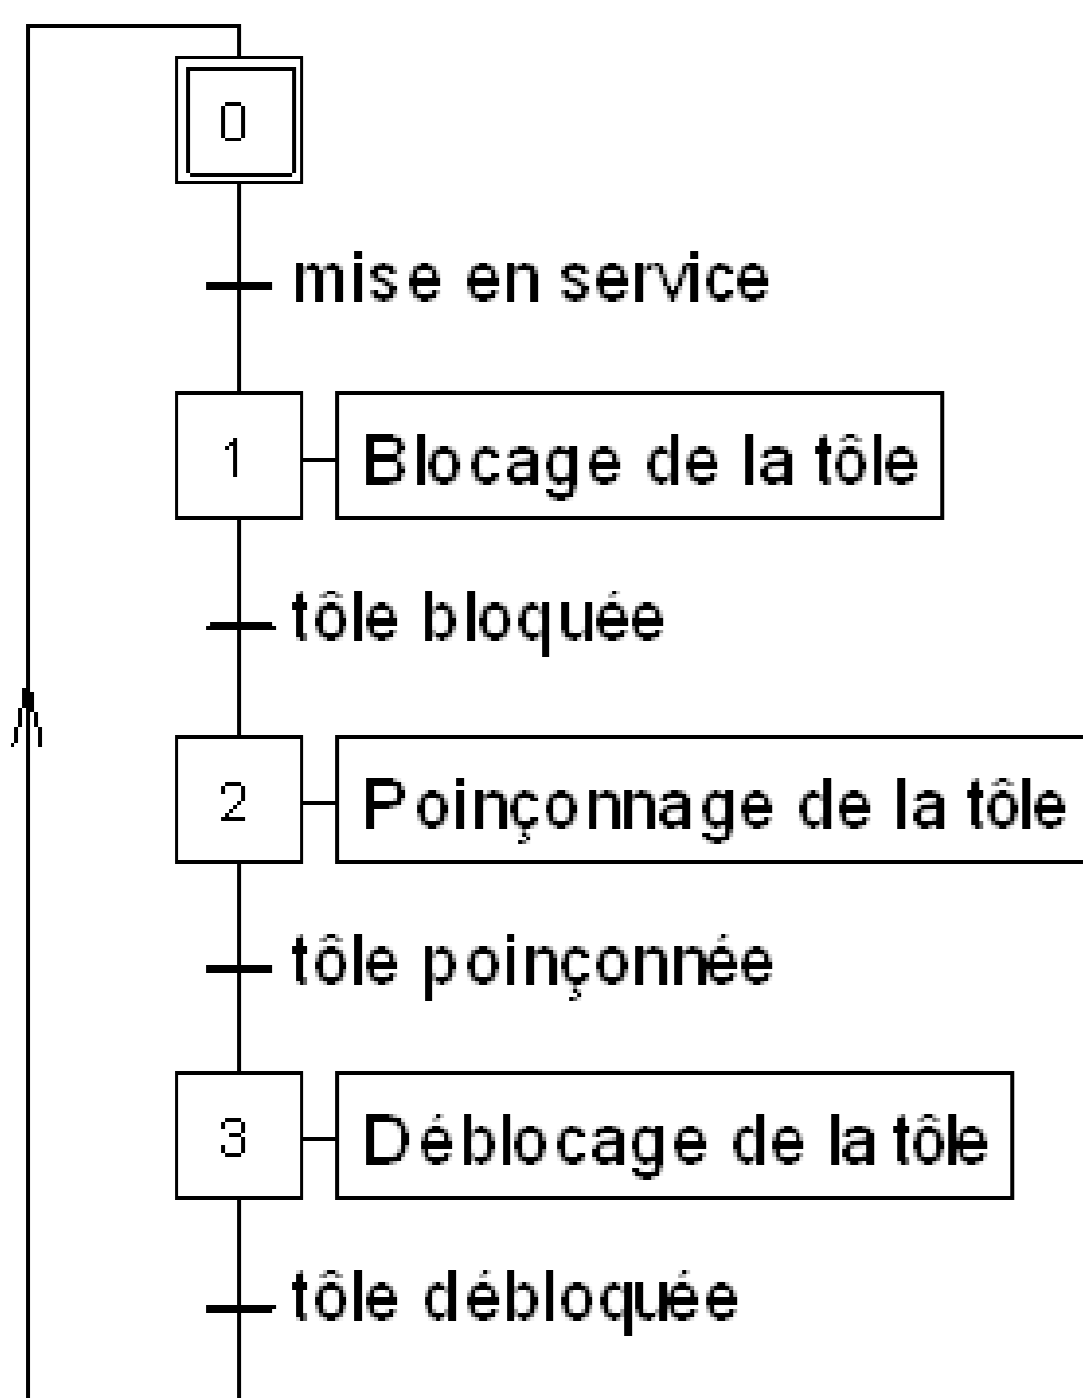 0
mise en service
1 Blocage de la tôle
tôle bloquée
2 Poinçonnage de la tôle
tôle poinçonnée
3 Déblocage de la tôle
tôle débloquée